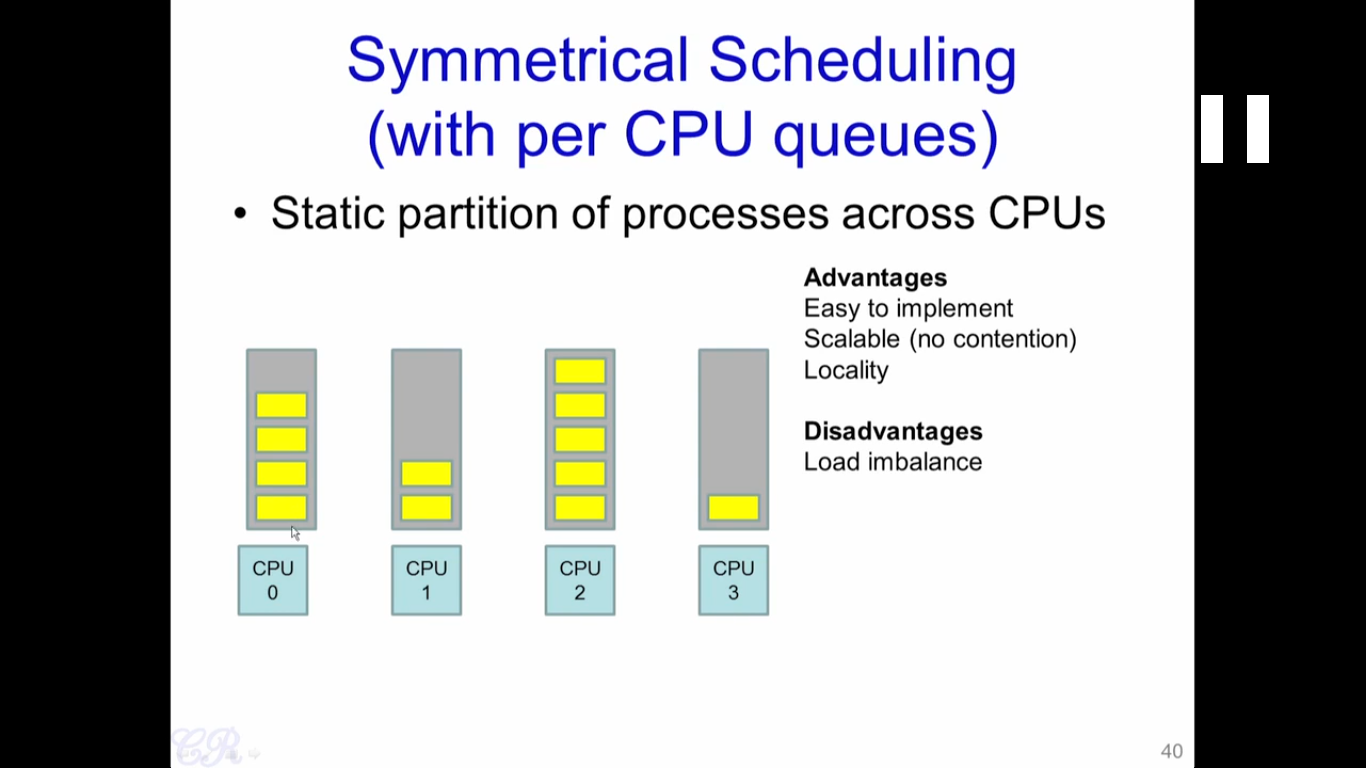 Symmetrical Scheduling
(with per CPU queues)
• Static partition of processes across CPUs
Advantages
Easy to implement
Scalable (no contention)
Locality
Disadvantages
Load imbalance
CPU
0
CPU
1
CPU
2
CPU
3
CR
40